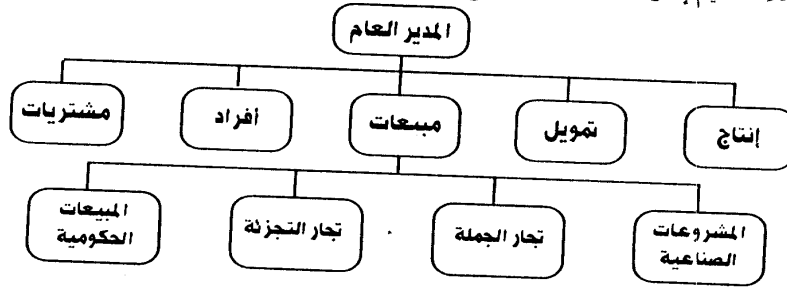 المدير العام
إنتاج
تمويل
مبيعات
أفراد
مشتريات
المشروعات
الصناعية
تجار الجملة
تجار التجزئة
المبيعات
الحكومية